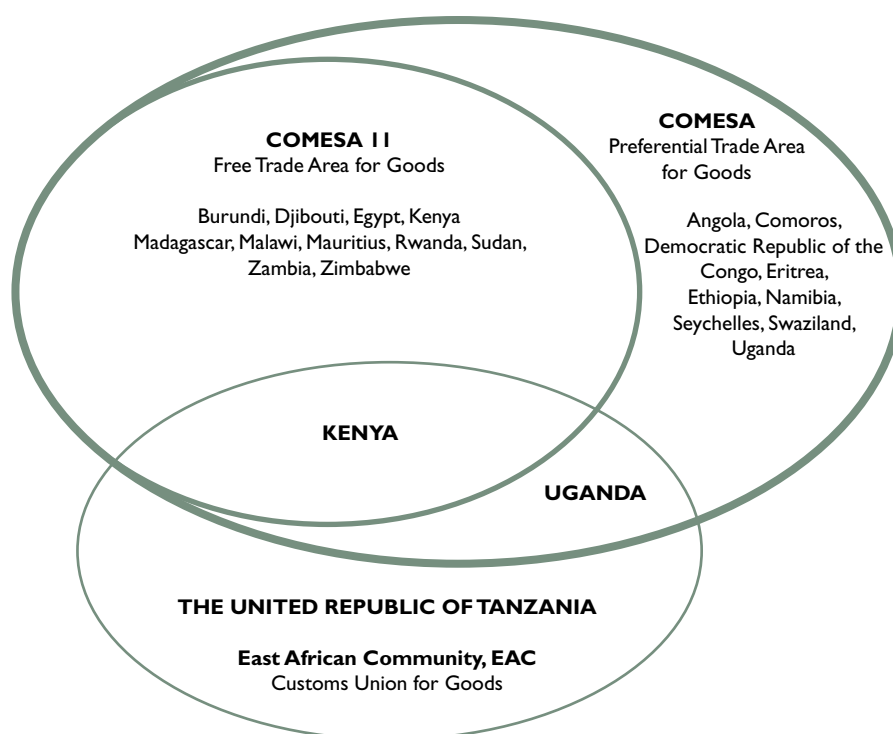 COMESA 11
Free Trade Area for Goods
Burundi, Djibouti, Egypt, Kenya
Madagascar, Malawi, Mauritius, Rwanda, Sudan,
Zambia, Zimbabwe
COMESA
Preferential Trade Area
for Goods
Angola, Comoros,
Democratic Republic of the
Congo, Eritrea,
Ethiopia, Namibia,
Seychelles, Swaziland,
Uganda
KENYA
UGANDA
THE UNITED REPUBLIC OF TANZANIA
East African Community, EAC
Customs Union for Goods